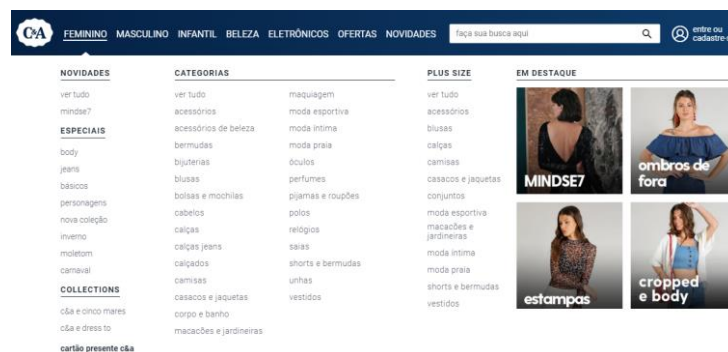 C&A
FEMININO MASCULINO INFANTIL BELEZA ELETRÔNICOS OFERTAS NOVIDADES
faça sua busca aqui
entre ou
cadastre-
NOVIDADES
ver tudo
mindse7
ESPECIAIS
body
jeans
básicos
personagens
nova coleção
inverno
moletom
carnaval
COLLECTIONS
c&a e cinco mares
c&a e dress to
cartão presente c&a
CATEGORIAS
ver tudo
acessórios
acessórios de beleza
bermudas
bijuterias
blusas
bolsas e mochilas
cabelos
calças
calças jeans
calçados
camisas
casacos e jaquetas
corpo e banho
macacões e jardineiras
maquiagem
moda esportiva
moda íntima
moda praia
óculos
perfumes
pijamas e roupões
polos
relógios
saias
shorts e bermudas
unhas
vestidos
PLUS SIZE
ver tudo
acessórios
blusas
calças
camisas
casacos e jaquetas
conjuntos
moda esportiva
macacões e
jardineiras
moda íntima
moda praia
shorts e bermudas
vestidos
EM DESTAQUE
MINDSE7
ombros de
fora
estampas
cropped
e body